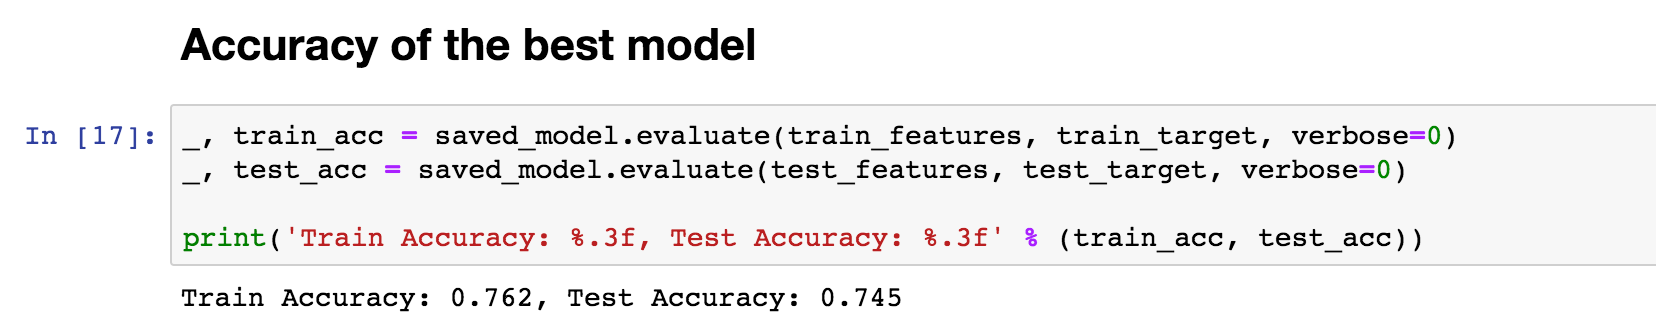 Accuracy of the best model
In [17]:
_, train_acc = saved_model.evaluate(train_features, train_target, verbose=0)
_, test_acc = saved_model.evaluate(test_features, test_target, verbose=0)
print('Train Accuracy: %.3f, Test Accuracy: %.3f' % (train_acc, test_acc))
Train Accuracy: 0.762, Test Accuracy: 0.745